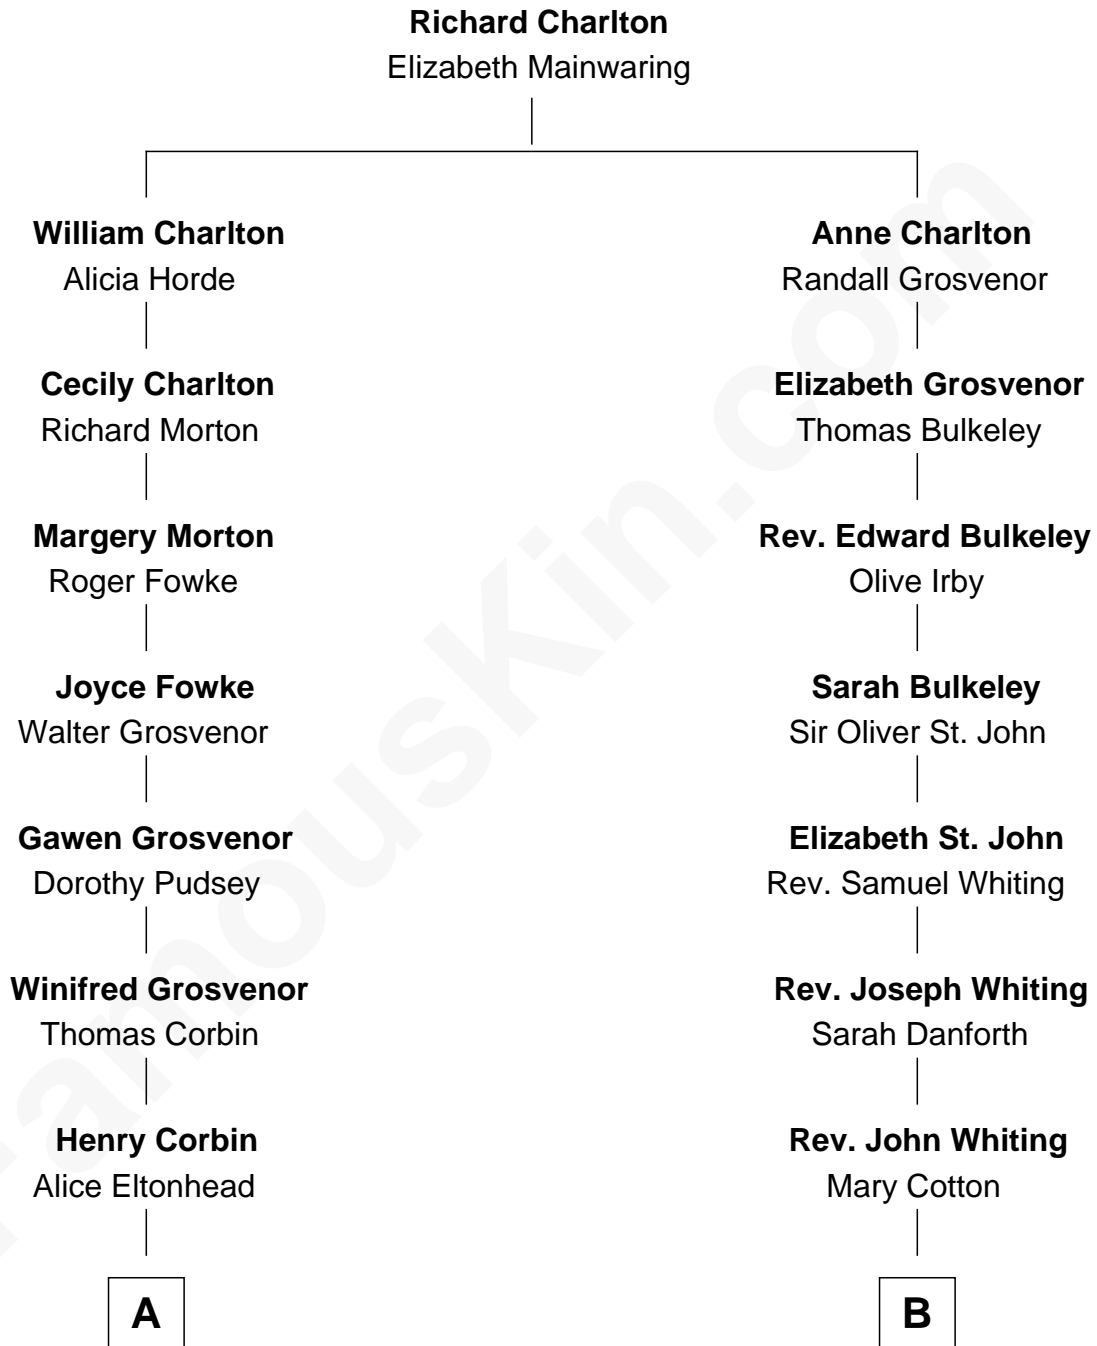 Richard Charlton
Elizabeth Mainwaring
William Charlton
Alicia Horde
Cecily Charlton
Richard Morton
Margery Morton
Roger Fowke
Joyce Fowke
Walter Grosvenor
Gawen Grosvenor
Dorothy Pudsey
Winifred Grosvenor
Thomas Corbin
Henry Corbin
Alice Eltonhead
A
Anne Charlton
Randall Grosvenor
Elizabeth Grosvenor
Thomas Bulkeley
Rev. Edward Bulkeley
Olive Irby
Sarah Bulkeley
Sir Oliver St. John
Elizabeth St. John
Rev. Samuel Whiting
Rev. Joseph Whiting
Sarah Danforth
Rev. John Whiting
Mary Cotton
B
FamousKin.com